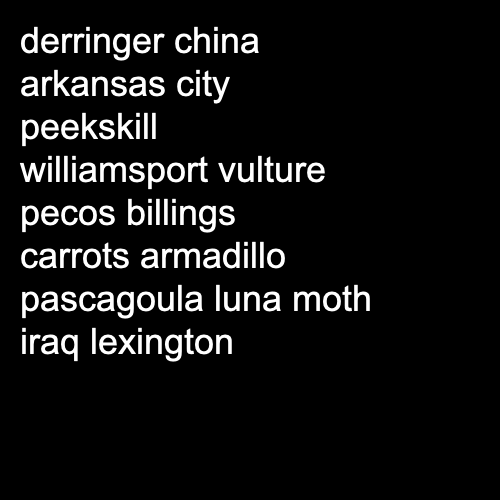 derringer china
arkansas city
peekskill
williamsport vulture
pecos billings
carrots armadillo
pascagoula luna moth
iraq lexington